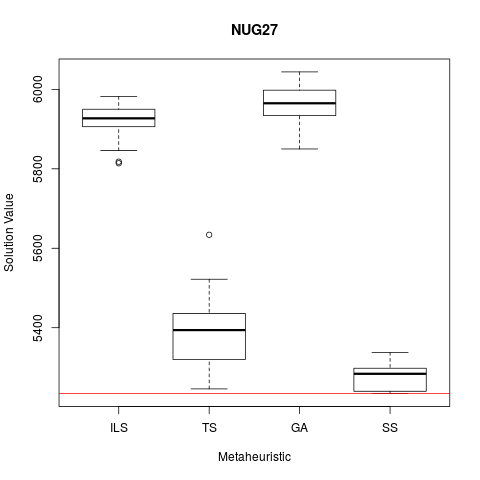 NUG27
6000
5800
5600
5400
Solution Value
ILS TS GA SS
Metaheuristic